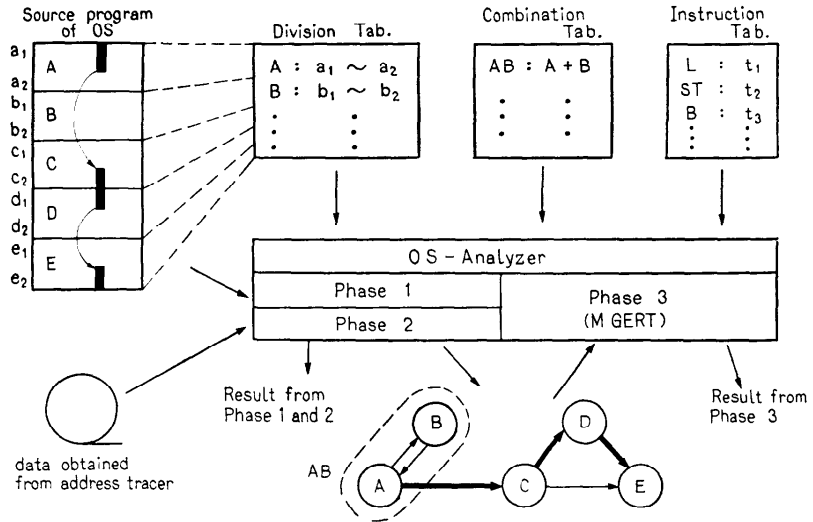 Source program
of OS
a1
A
a2
b1
B
b2
c1
C
c2
d1
D
d2
e1
E
e2
Division Tab.
A : a1 ~ a2
B : b1 ~ b2
Combination
Tab.
AB : A + B
Instruction
Tab.
L : t1
ST : t2
B : t3
OS-Analyzer
Phase 1
Phase 2
Phase 3
(M GERT)
data obtained
from address tracer
Result from
Phase 1 and 2
AB
B
A
C
D
E
Result from
Phase 3